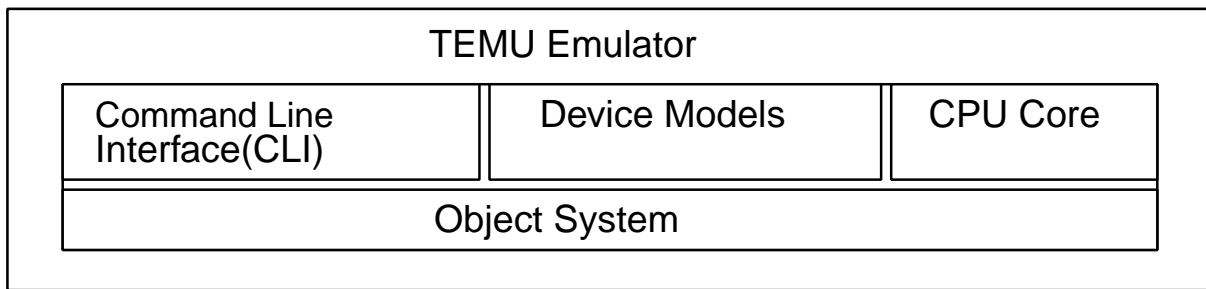 TEMU Emulator
Command Line
Interface(CLI)
Device Models
CPU Core
Object System